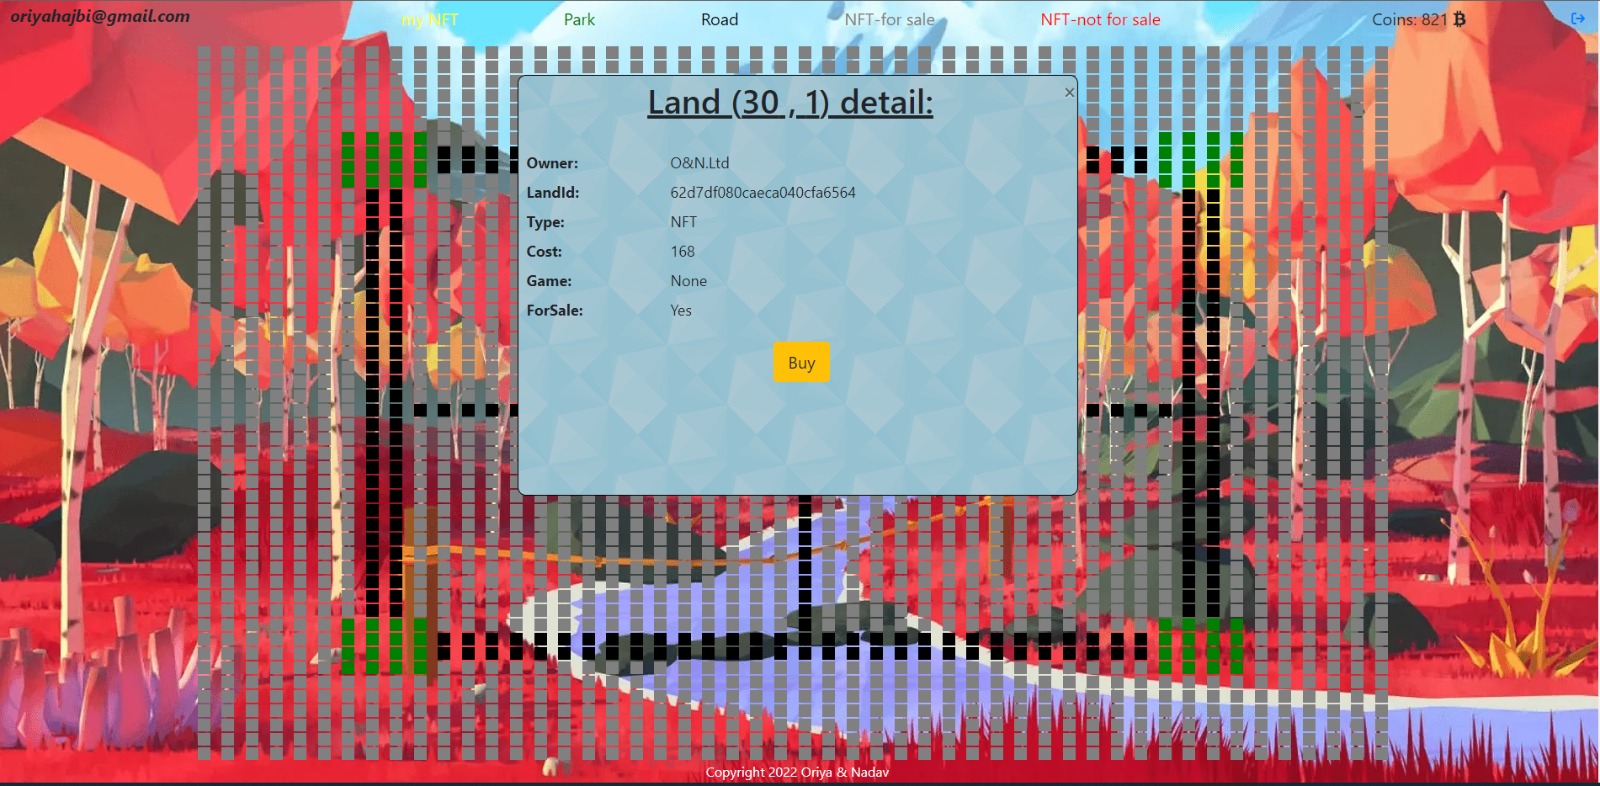 oriyahajbi@gmail.com my NFT Park Road NFT-for sale NFT-not for sale Coins: 821
Land (30 , 1) detail:
×
Owner: O&N.Ltd
LandId: 62d7df080caeca040cfa6564
Type: NFT
Cost: 168
Game: None
ForSale: Yes
Buy
Copyright 2022 Oriya & Nadav